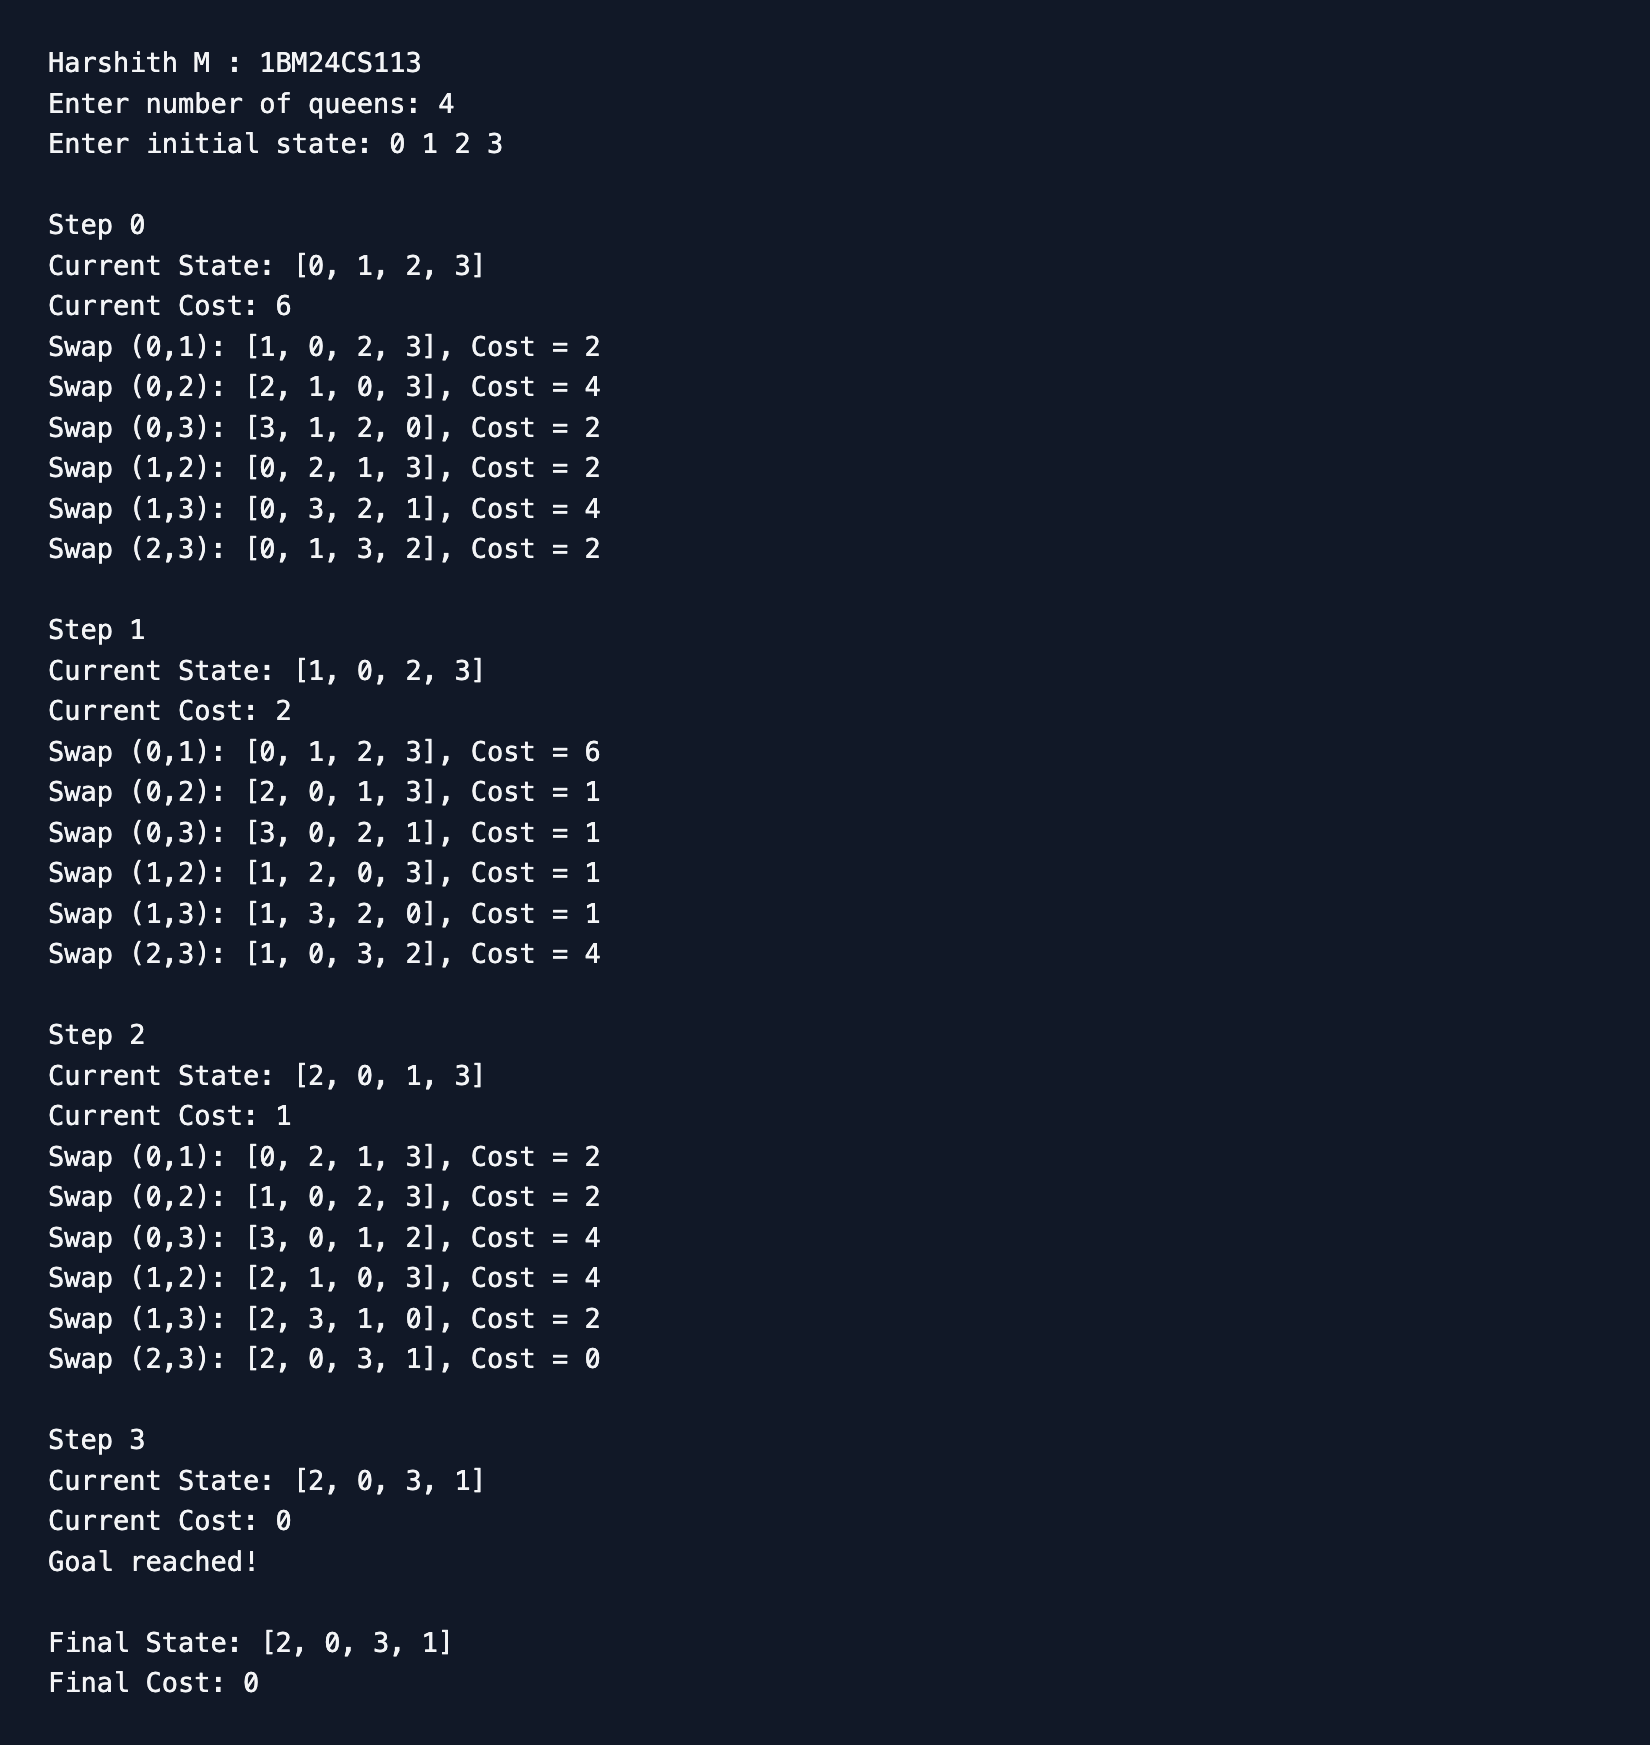 Harshith M : 1BM24CS113
Enter number of queens: 4
Enter initial state: 0 1 2 3
Step 0
Current State: [0, 1, 2, 3]
Current Cost: 6
Swap (0,1): [1, 0, 2, 3], Cost = 2
Swap (0,2): [2, 1, 0, 3], Cost = 4
Swap (0,3): [3, 1, 2, 0], Cost = 2
Swap (1,2): [0, 2, 1, 3], Cost = 2
Swap (1,3): [0, 3, 2, 1], Cost = 4
Swap (2,3): [0, 1, 3, 2], Cost = 2
Step 1
Current State: [1, 0, 2, 3]
Current Cost: 2
Swap (0,1): [0, 1, 2, 3], Cost = 6
Swap (0,2): [2, 0, 1, 3], Cost = 1
Swap (0,3): [3, 0, 2, 1], Cost = 1
Swap (1,2): [1, 2, 0, 3], Cost = 1
Swap (1,3): [1, 3, 2, 0], Cost = 1
Swap (2,3): [1, 0, 3, 2], Cost = 4
Step 2
Current State: [2, 0, 1, 3]
Current Cost: 1
Swap (0,1): [0, 2, 1, 3], Cost = 2
Swap (0,2): [1, 0, 2, 3], Cost = 2
Swap (0,3): [3, 0, 1, 2], Cost = 4
Swap (1,2): [2, 1, 0, 3], Cost = 4
Swap (1,3): [2, 3, 1, 0], Cost = 2
Swap (2,3): [2, 0, 3, 1], Cost = 0
Step 3
Current State: [2, 0, 3, 1]
Current Cost: 0
Goal reached!
Final State: [2, 0, 3, 1]
Final Cost: 0